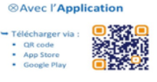 ⊗Avec l'Application
➥ Télécharger via :
• QR code
• App Store
• Google Play